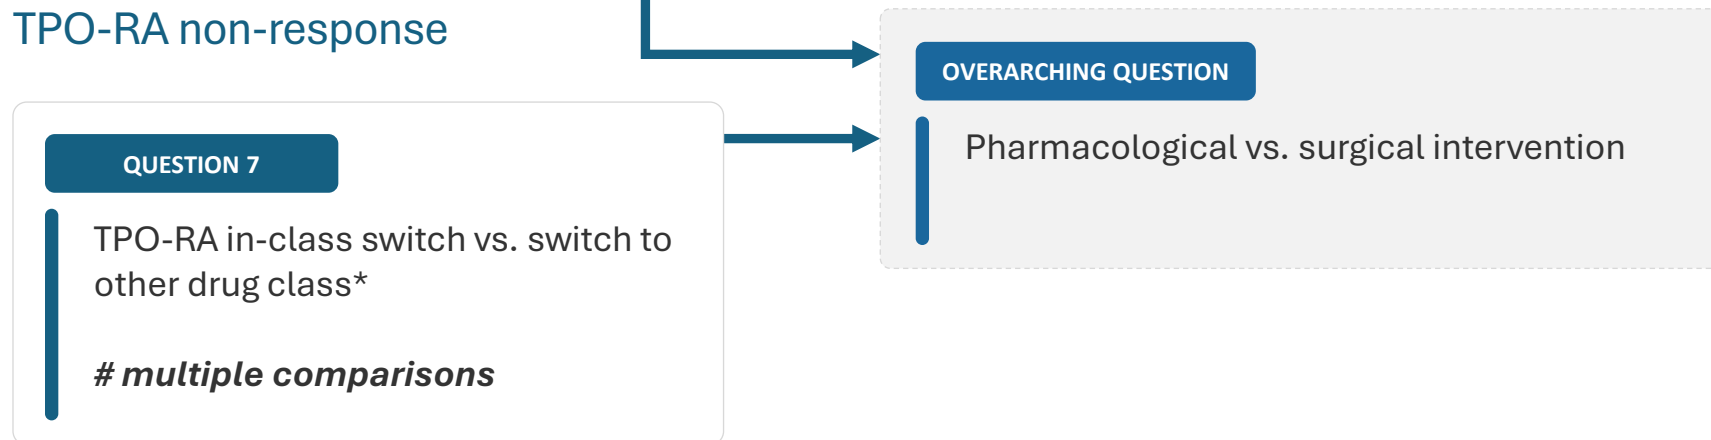 TPO-RA non-response
QUESTION 7
TPO-RA in-class switch vs. switch to
other drug class*
# multiple comparisons
OVERARCHING QUESTION
Pharmacological vs. surgical intervention